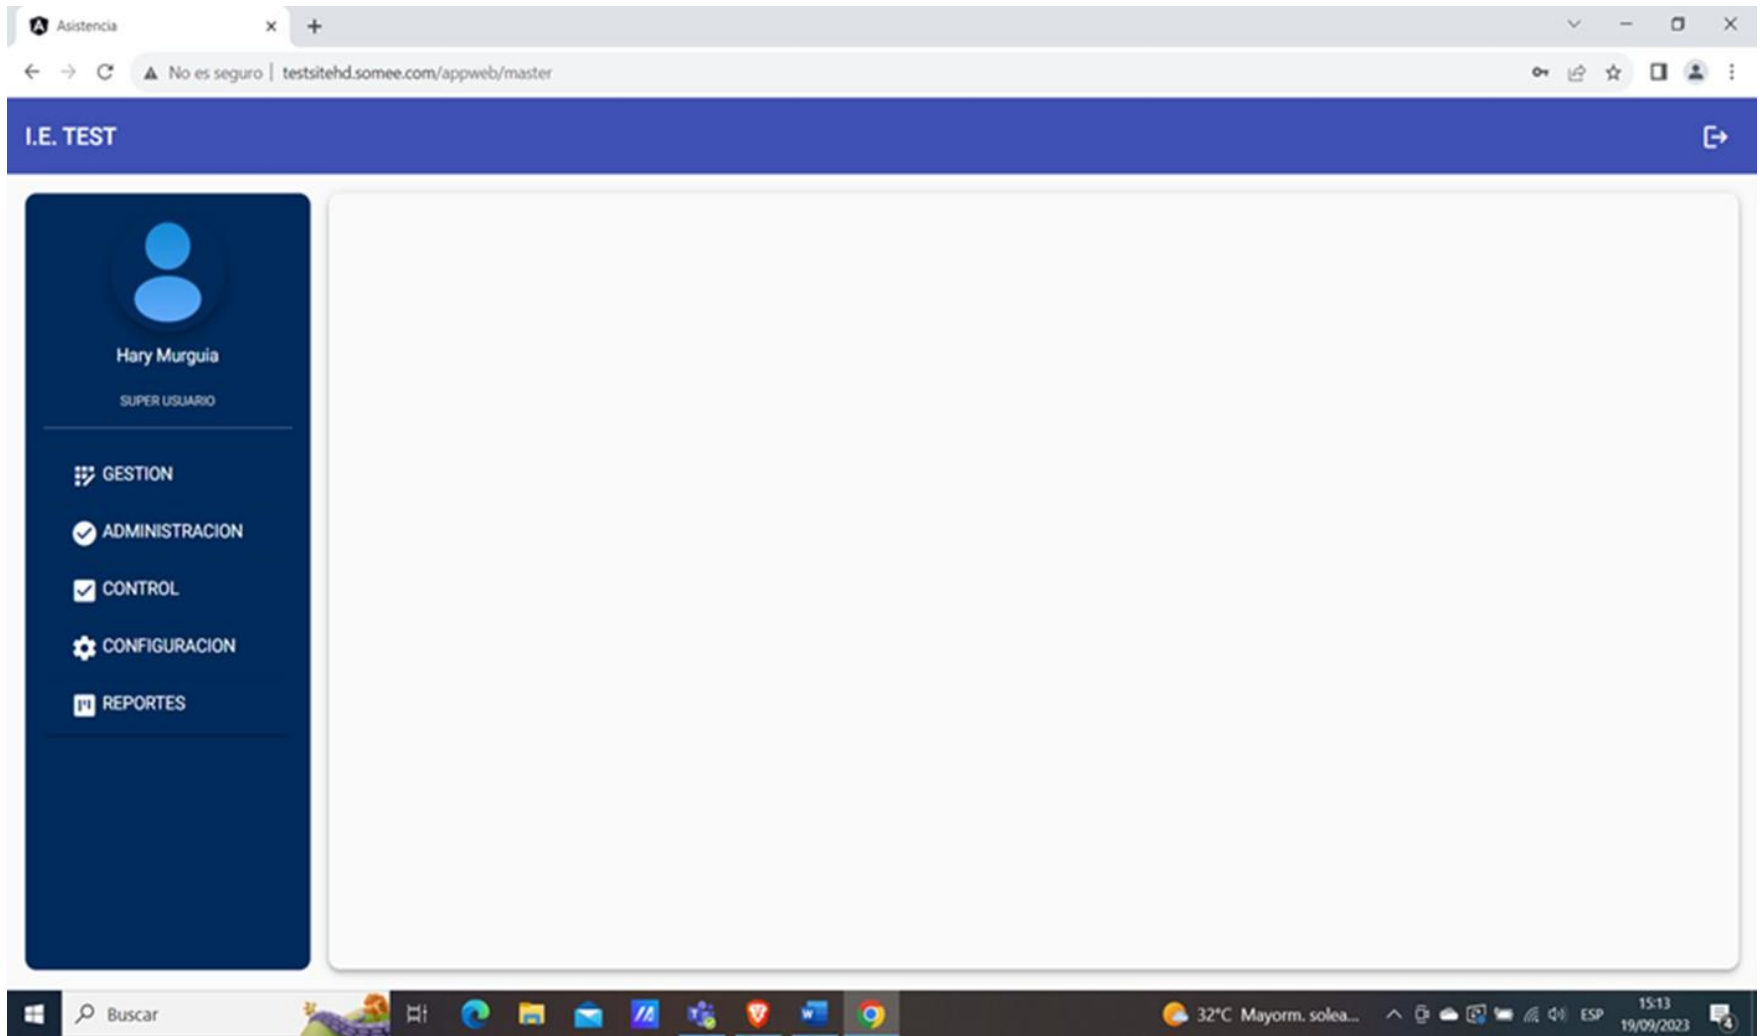 Asistencia
No es seguro | testsitehd.somee.com/appweb/master
I.E. TEST
Hary Murguia
SUPER USUARIO
GESTION
ADMINISTRACION
CONTROL
CONFIGURACION
REPORTES
Buscar
32°C Mayorm. solea... ESP
15:13
19/09/2023
4